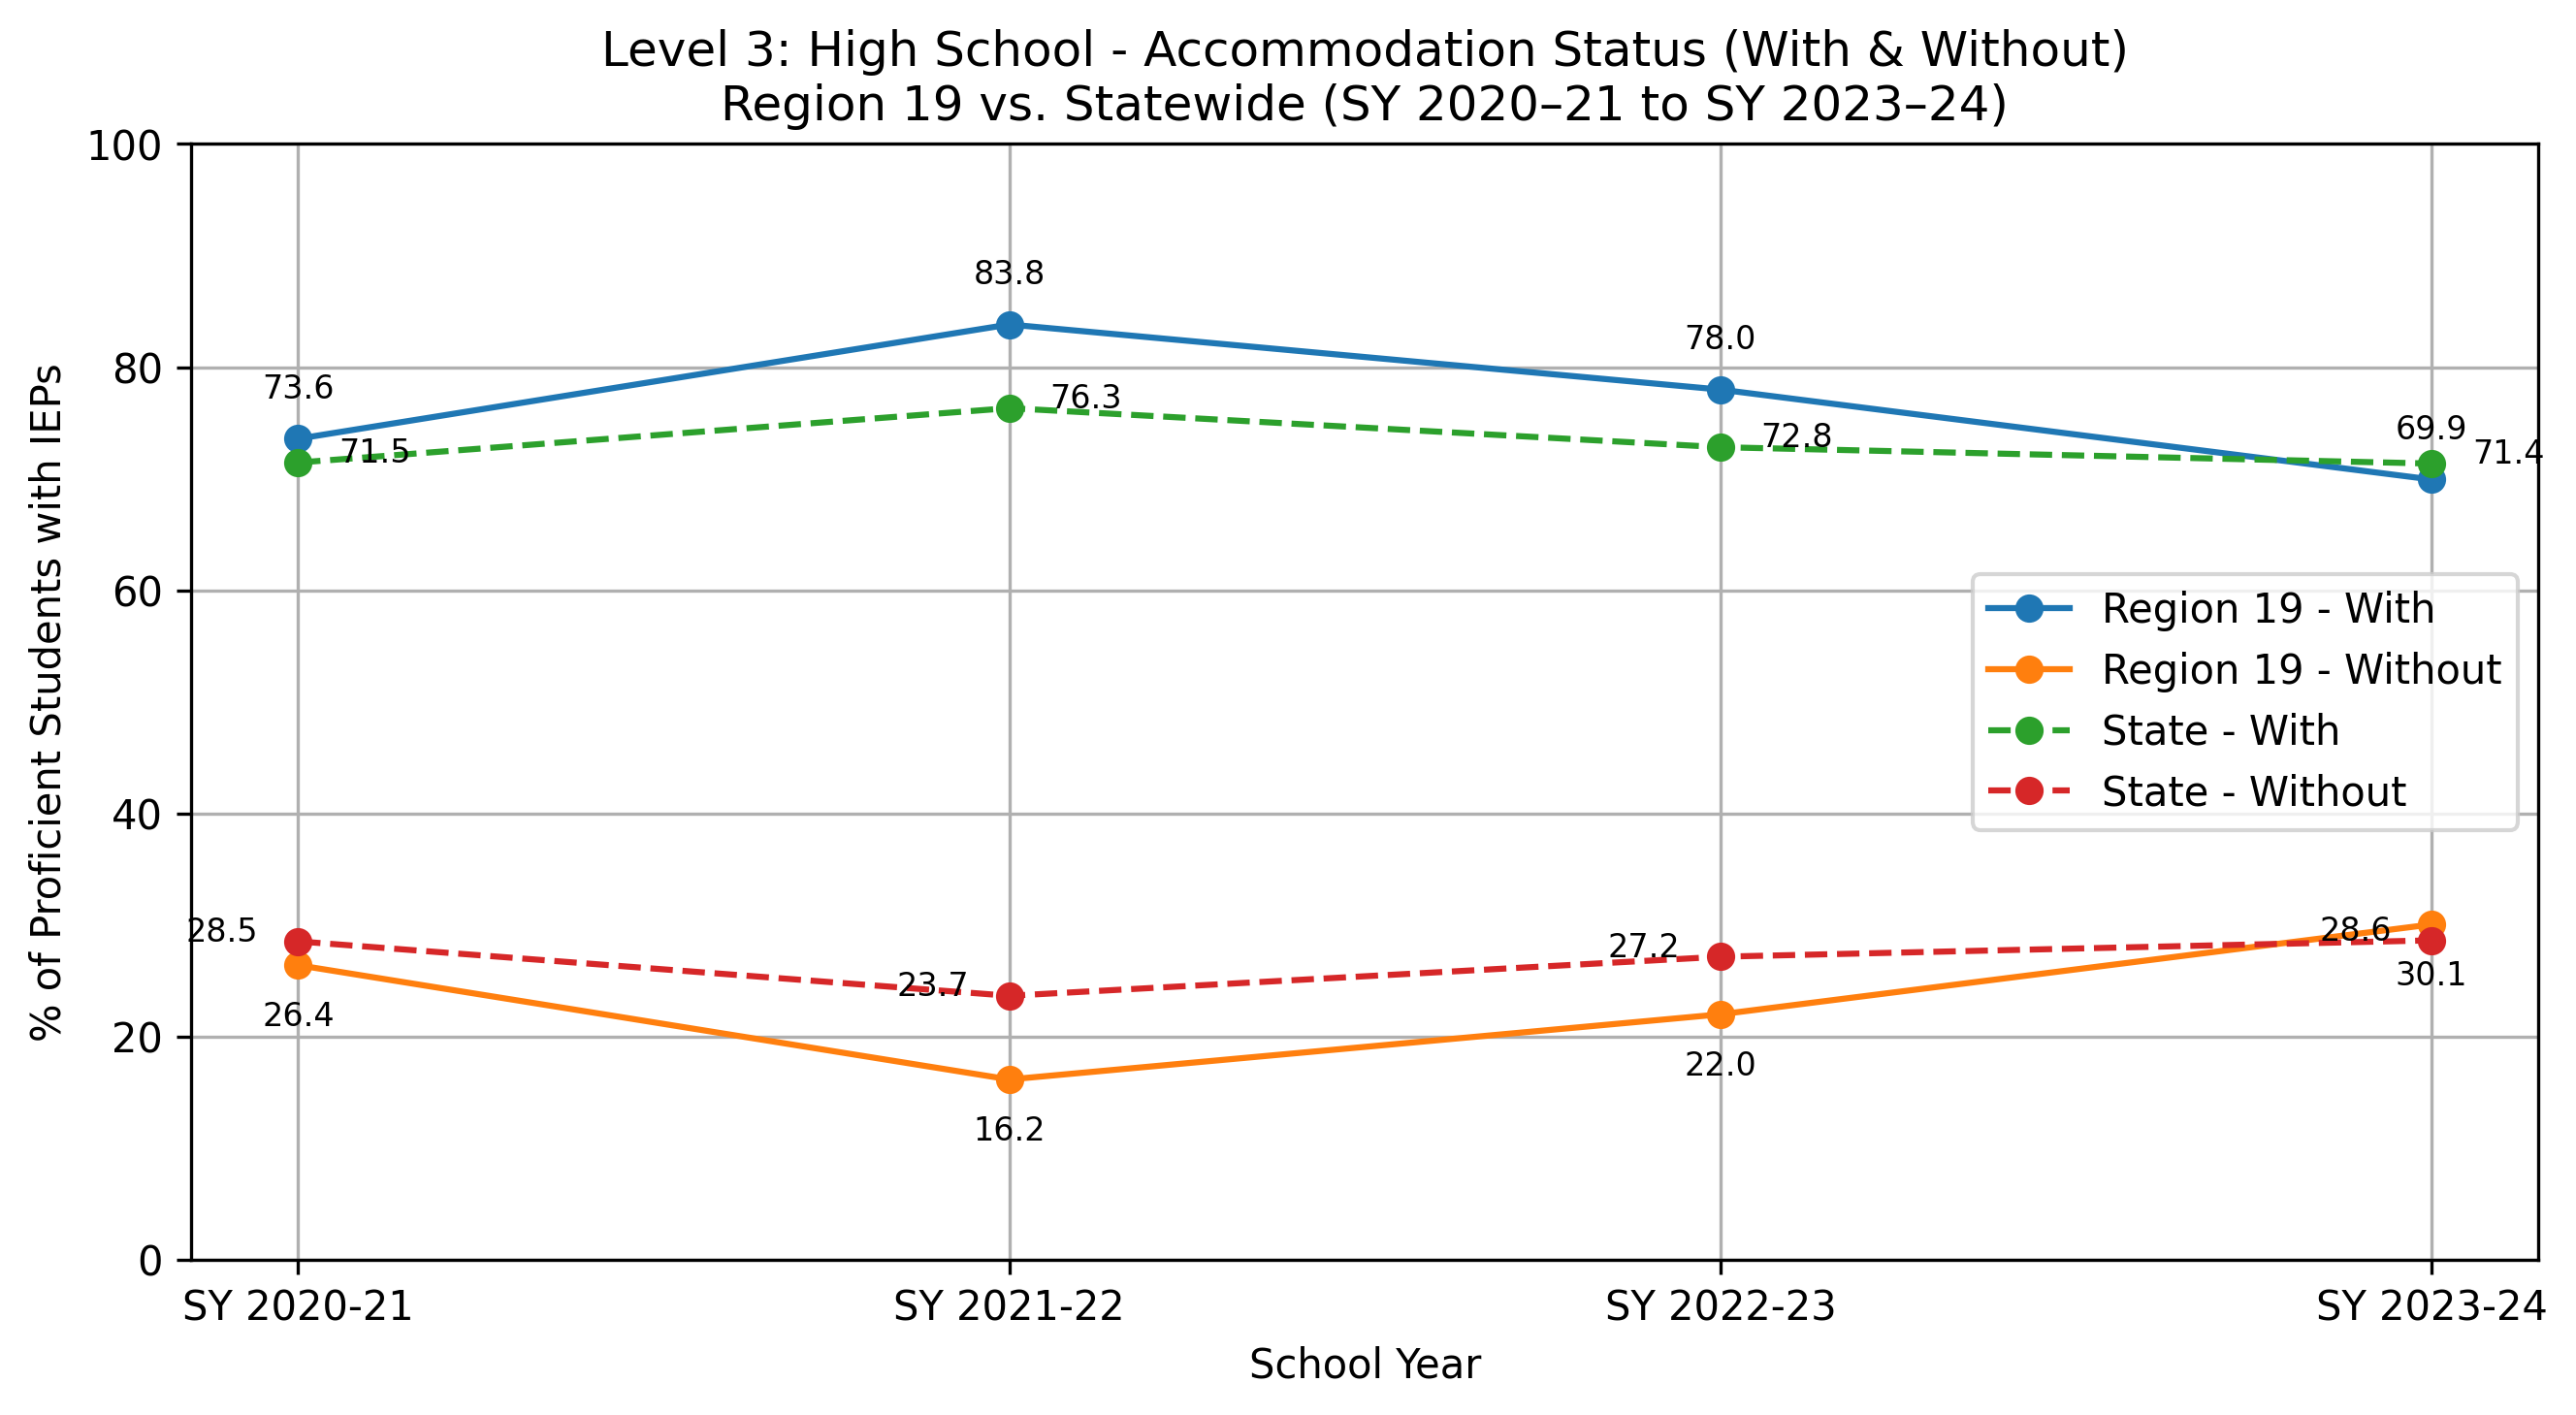 Level 3: High School - Accommodation Status (With & Without)
Region 19 vs. Statewide (SY 2020–21 to SY 2023–24)
% of Proficient Students with IEPs
100
80
60
40
20
0
83.8
78.0
73.6
76.3
72.8
69.9
71.5
71.4
Region 19 - With
Region 19 - Without
State - With
State - Without
28.5
27.2
28.6
23.7
30.1
26.4
22.0
16.2
SY 2020-21
SY 2021-22
SY 2022-23
SY 2023-24
School Year